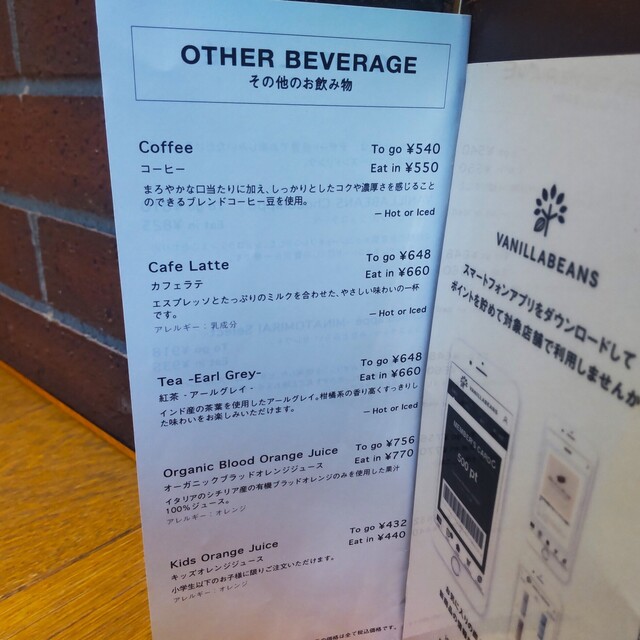 OTHER BEVERAGE
その他のお飲み物
Coffee
To go ¥540
コーヒー
Eat in ¥550
まろやかな口当たりに加え、しっかりとしたコクや濃厚さを感じること
のできるブレンドコーヒー豆を使用。
— Hot or Iced
Cafe Latte
To go ¥648
カフェラテ
Eat in ¥660
エスプレッソとたっぷりのミルクを合わせた、やさしい味わいの一杯
です。
— Hot or Iced
アレルギー：乳成分
Tea -Earl Grey-
To go ¥648
紅茶 - アールグレイ -
Eat in ¥660
インド産の茶葉を使用したアールグレイ。柑橘系の香り高くすっきりし
た味わいをお楽しみいただけます。
— Hot or Iced
Organic Blood Orange Juice
To go ¥756
オーガニックブラッドオレンジジュース
Eat in ¥770
イタリアのシチリア産の有機ブラッドオレンジのみを使用した果汁
100%ジュース。
アレルギー：オレンジ
Kids Orange Juice
To go ¥432
キッズオレンジジュース
Eat in ¥440
小学生以下のお子様に限りご注文いただけます。
アレルギー：オレンジ
の価格は全て税込価格です。
VANILLABEANS
スマートフォンアプリをダウンロードして
ポイントを貯めて対象店舗で利用しませんか
VANILLABEANS
MEMBER'S CARD
500 pt